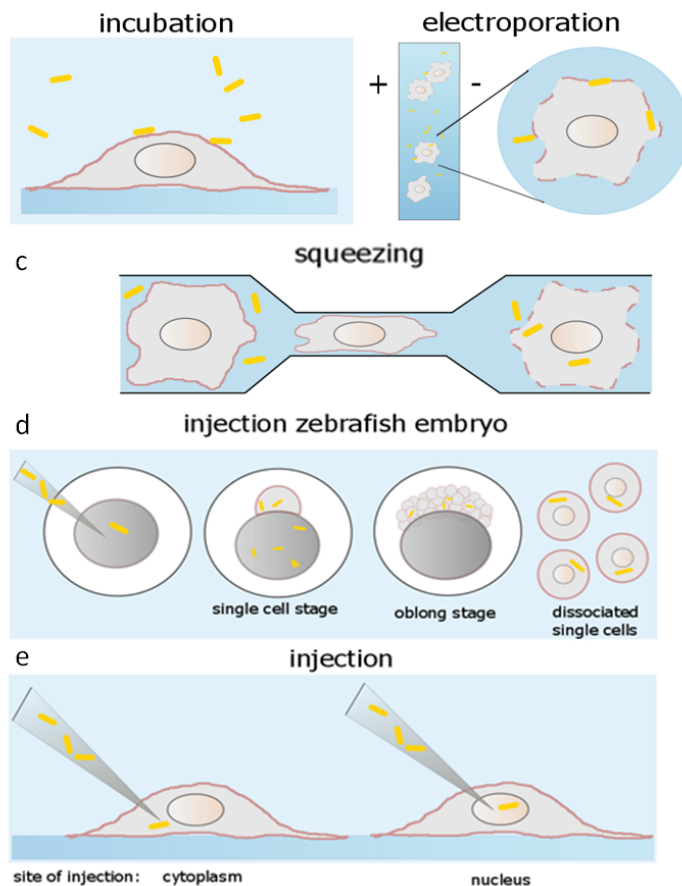 incubation
electroporation
+
-
c
squeezing
d
injection zebrafish embryo
single cell stage
oblong stage
dissociated
single cells
e
injection
site of injection: cytoplasm
nucleus